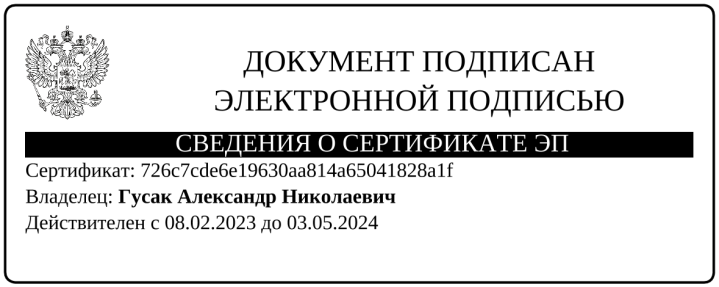 ДОКУМЕНТ ПОДПИСАН
ЭЛЕКТРОННОЙ ПОДПИСЬЮ
СВЕДЕНИЯ О СЕРТИФИКАТЕ ЭП
Сертификат: 726c7cde6e19630aa814a65041828a1f
Владелец: Гусак Александр Николаевич
Действителен с 08.02.2023 до 03.05.2024